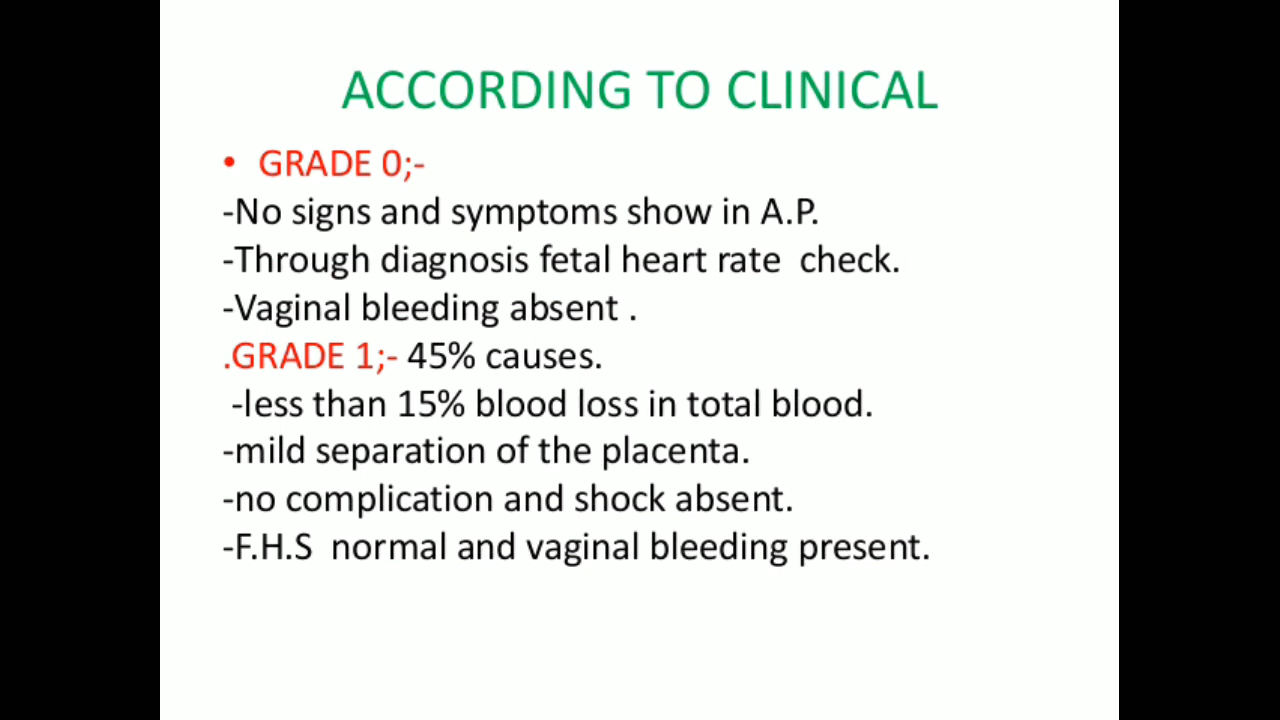 ACCORDING TO CLINICAL
• GRADE 0;-
-No signs and symptoms show in A.P.
-Through diagnosis fetal heart rate  check.
-Vaginal bleeding absent .
.GRADE 1;- 45% causes.
-less than 15% blood loss in total blood.
-mild separation of the placenta.
-no complication and shock absent.
-F.H.S  normal and vaginal bleeding present.